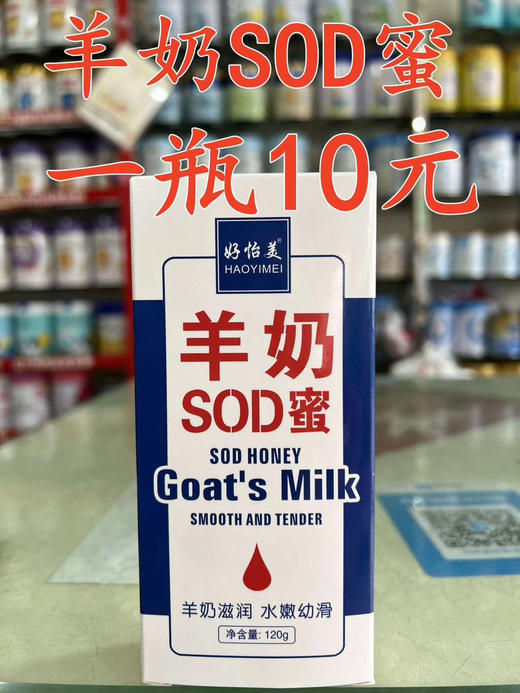 羊奶SOD蜜
一瓶10元
好怡美®
HAOYIMEI
羊奶
SOD蜜
SOD HONEY
Goat's Milk
SMOOTH AND TENDER
羊奶滋润 水嫩幼滑
净含量: 120g